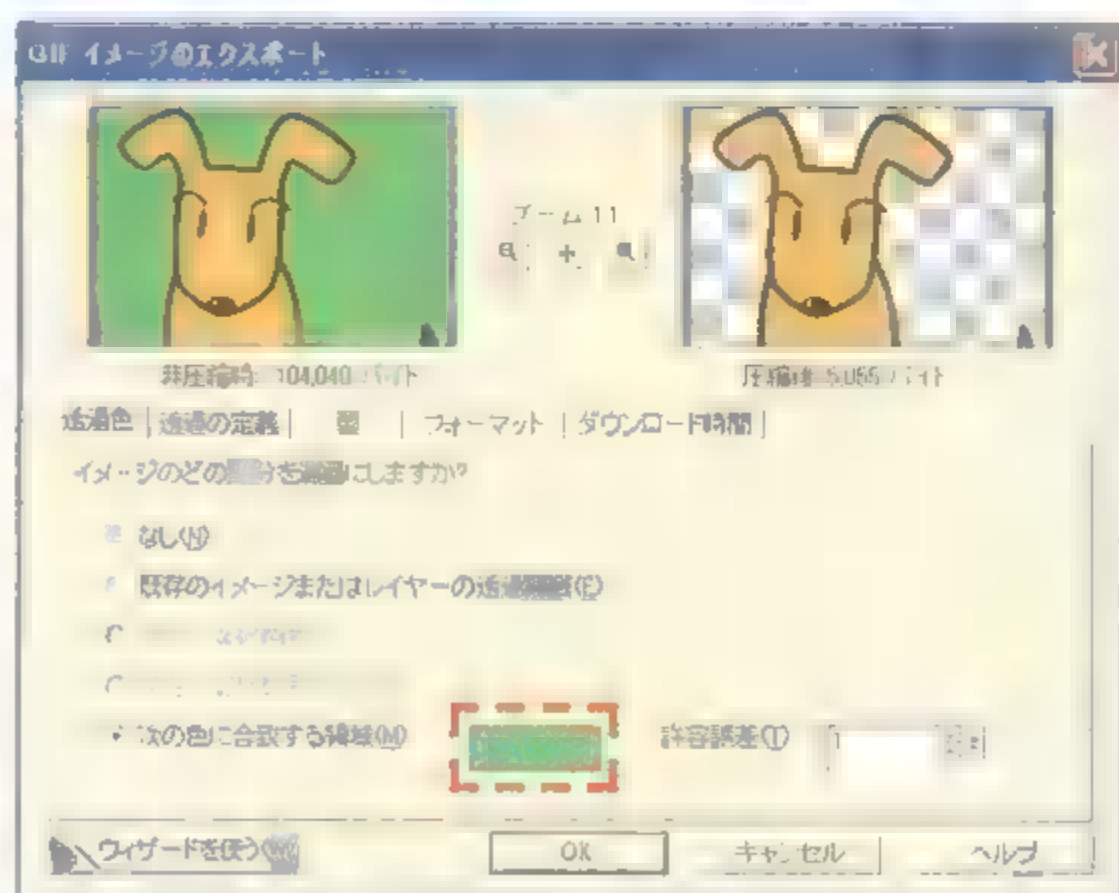 GIF イメージのエクスポート
ズーム 1:1
非圧縮時: 104,040 バイト
圧縮後 5,055 バイト
透過色 透過の定義 フォーマット ダウンロード時間
イメージのどの部分を にしますか?
なし(N)
既存のイメージまたはレイヤーの透過 (E)
次の色に合致する領域(M) 許容誤差(T)
ウィザードを使う OK キャンセル ヘルプ